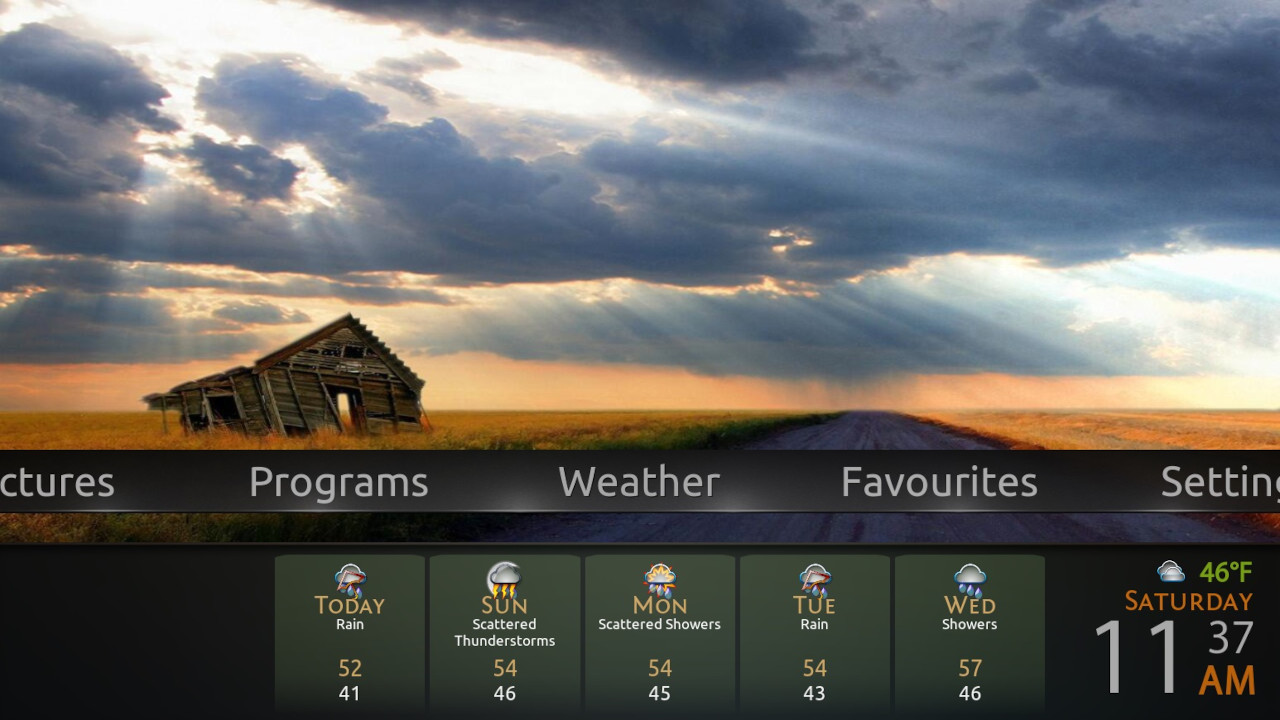 ctures Programs Weather Favourites Setting
Today
Rain
52
41
Sun
Scattered
Thunderstorms
54
46
Mon
Scattered Showers
54
45
Tue
Rain
54
43
Wed
Showers
57
46
46°F
Saturday
11 37
AM